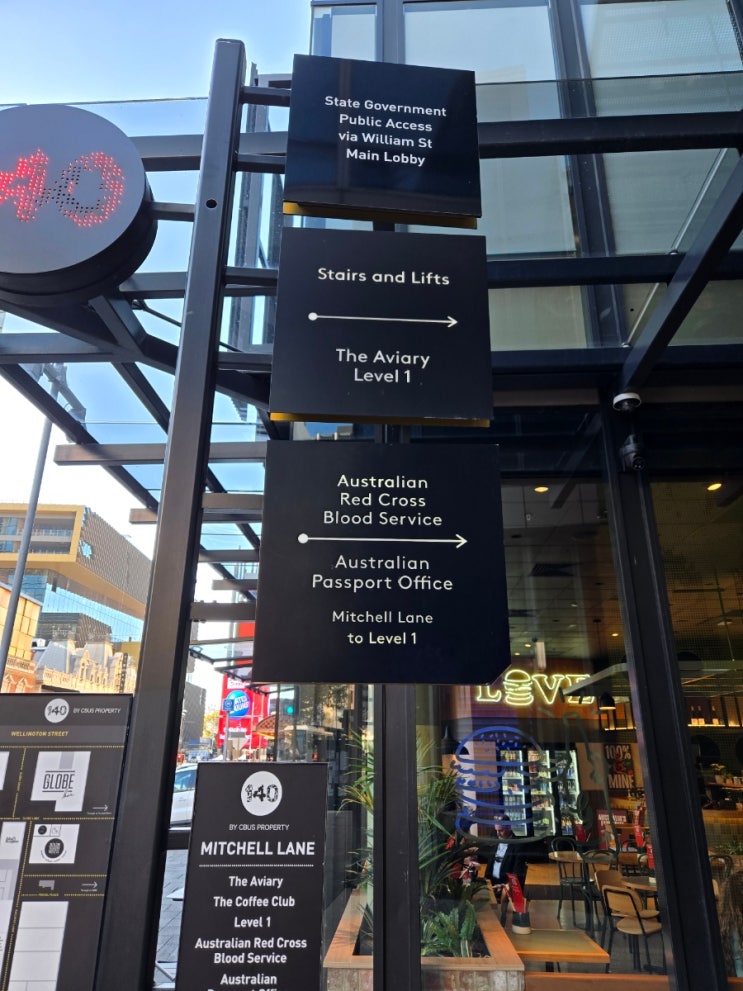 State Government
Public Access
via William St
Main Lobby
140
Stairs and Lifts
The Aviary
Level 1
Australian
Red Cross
Blood Service
Australian
Passport Office
Mitchell Lane
to Level 1
LOVE
100%
MINE
140
BY CBUS PROPERTY
WELLINGTON STREET
GLOBE
140
BY CBUS PROPERTY
MITCHELL LANE
The Aviary
The Coffee Club
Level 1
Australian Red Cross
Blood Service
Australian